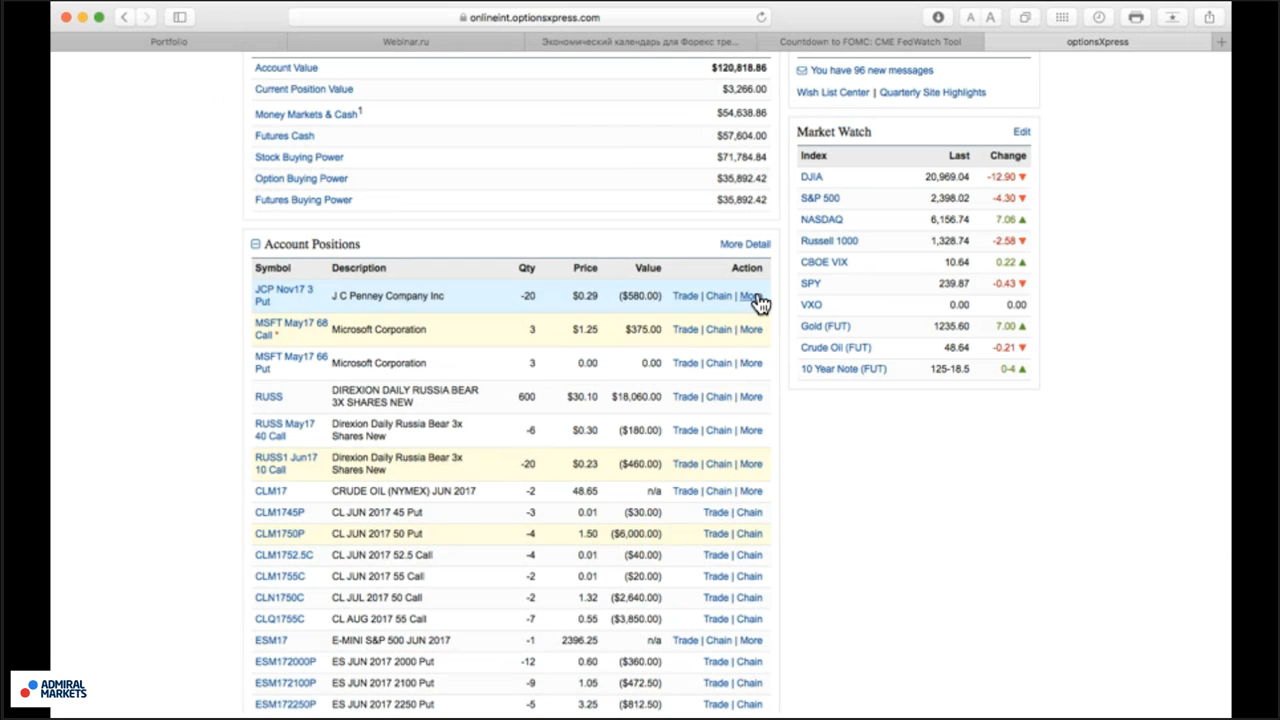 onlineint.optionsxpress.com
A A
Portfolio Webinar.ru Экономический календарь для Форекс тре... Countdown to FOMC: CME FedWatch Tool optionsXpress +
Account Value $120,818.86
Current Position Value $3,266.00
Money Markets & Cash1 $54,638.86
Futures Cash $57,604.00
Stock Buying Power $71,784.84
Option Buying Power $35,892.42
Futures Buying Power $35,892.42
You have 96 new messages
Wish List Center | Quarterly Site Highlights
Market Watch Edit
Index Last Change
DJIA 20,969.04 -12.90 ▼
S&P 500 2,398.02 -4.30 ▼
NASDAQ 6,156.74 7.06 ▲
Russell 1000 1,328.74 -2.58 ▼
CBOE VIX 10.64 0.22 ▲
SPY 239.87 -0.43 ▼
VXO 0.00 0.00
Gold (FUT) 1235.60 7.00 ▲
Crude Oil (FUT) 48.64 -0.21 ▼
10 Year Note (FUT) 125-18.5 0-4 ▲
Account Positions More Detail
Symbol Description Qty Price Value Action
JCP Nov17 3 Put J C Penney Company Inc -20 $0.29 ($580.00) Trade | Chain | More
MSFT May17 68 Call * Microsoft Corporation 3 $1.25 $375.00 Trade | Chain | More
MSFT May17 66 Put Microsoft Corporation 3 0.00 0.00 Trade | Chain | More
RUSS DIREXION DAILY RUSSIA BEAR 3X SHARES NEW 600 $30.10 $18,060.00 Trade | Chain | More
RUSS May17 40 Call Direxion Daily Russia Bear 3x Shares New -6 $0.30 ($180.00) Trade | Chain | More
RUSS1 Jun17 10 Call Direxion Daily Russia Bear 3x Shares New -20 $0.23 ($460.00) Trade | Chain | More
CLM17 CRUDE OIL (NYMEX) JUN 2017 -2 48.65 n/a Trade | Chain | More
CLM1745P CL JUN 2017 45 Put -3 0.01 ($30.00) Trade | Chain
CLM1750P CL JUN 2017 50 Put -4 1.50 ($6,000.00) Trade | Chain
CLM1752.5C CL JUN 2017 52.5 Call -4 0.01 ($40.00) Trade | Chain
CLM1755C CL JUN 2017 55 Call -2 0.01 ($20.00) Trade | Chain
CLN1750C CL JUL 2017 50 Call -2 1.32 ($2,640.00) Trade | Chain
CLQ1755C CL AUG 2017 55 Call -7 0.55 ($3,850.00) Trade | Chain
ESM17 E-MINI S&P 500 JUN 2017 -1 2396.25 n/a Trade | Chain | More
ESM172000P ES JUN 2017 2000 Put -12 0.60 ($360.00) Trade | Chain
ESM172100P ES JUN 2017 2100 Put -9 1.05 ($472.50) Trade | Chain
ESM172250P ES JUN 2017 2250 Put -5 3.25 ($812.50) Trade | Chain
ADMIRAL
MARKETS